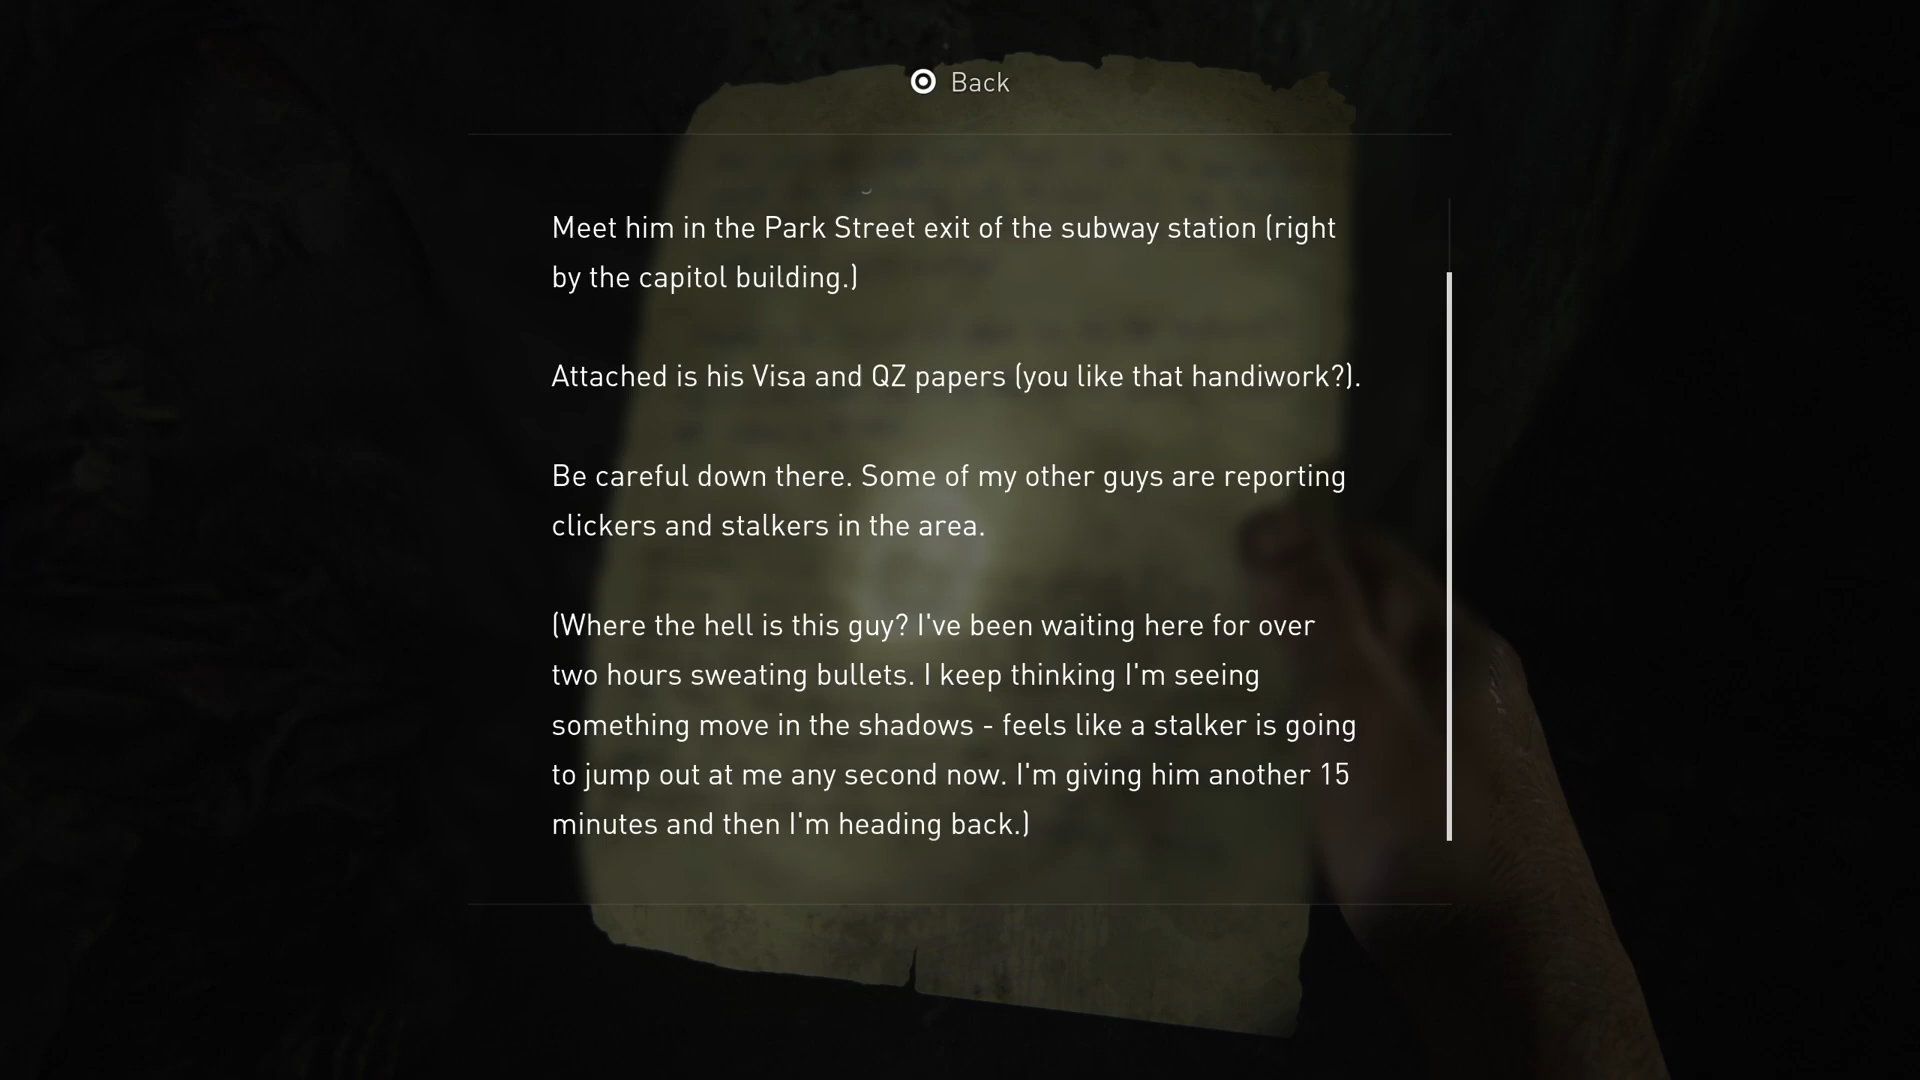 Back
Meet him in the Park Street exit of the subway station (right
by the capitol building.)
Attached is his Visa and QZ papers (you like that handiwork?).
Be careful down there. Some of my other guys are reporting
clickers and stalkers in the area.
(Where the hell is this guy? I've been waiting here for over
two hours sweating bullets. I keep thinking I'm seeing
something move in the shadows - feels like a stalker is going
to jump out at me any second now. I'm giving him another 15
minutes and then I'm heading back.)